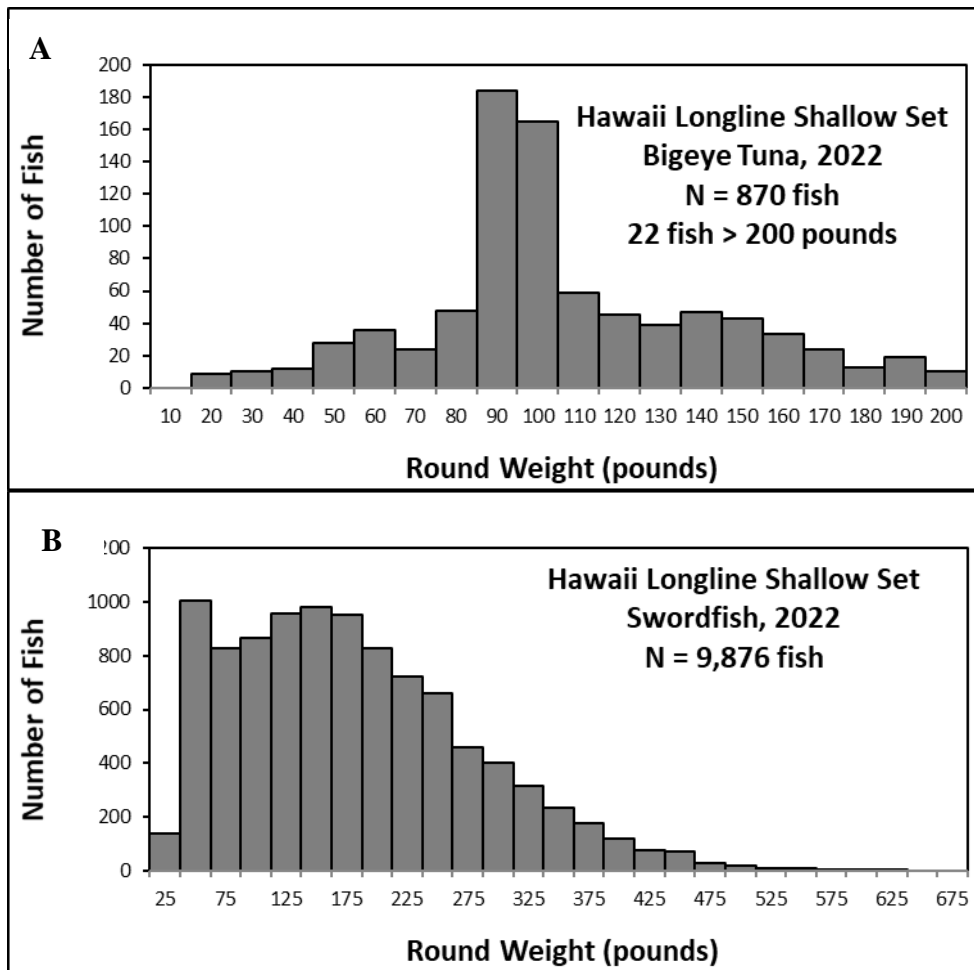 A
Number of Fish
200
180
160
140
120
100
80
60
40
20
0
Hawaii Longline Shallow Set
Bigeye Tuna, 2022
N = 870 fish
22 fish > 200 pounds
10 20 30 40 50 60 70 80 90 100 110 120 130 140 150 160 170 180 190 200
Round Weight (pounds)
B
Number of Fish
200
1000
800
600
400
200
0
Hawaii Longline Shallow Set
Swordfish, 2022
N = 9,876 fish
25 75 125 175 225 275 325 375 425 475 525 575 625 675
Round Weight (pounds)